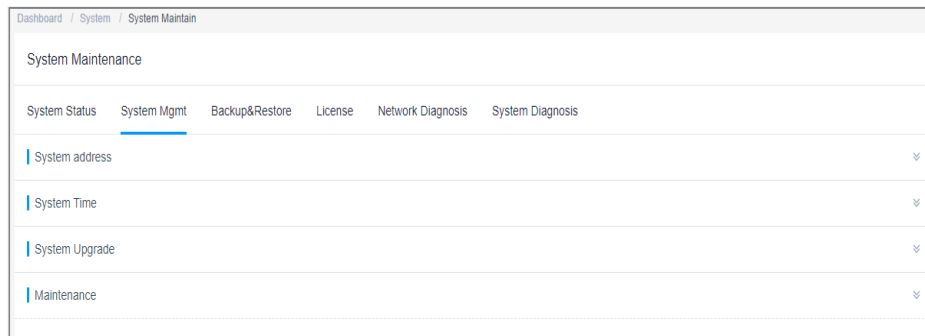 Dashboard / System / System Maintain
System Maintenance
System Status System Mgmt Backup&Restore License Network Diagnosis System Diagnosis
System address
System Time
System Upgrade
Maintenance